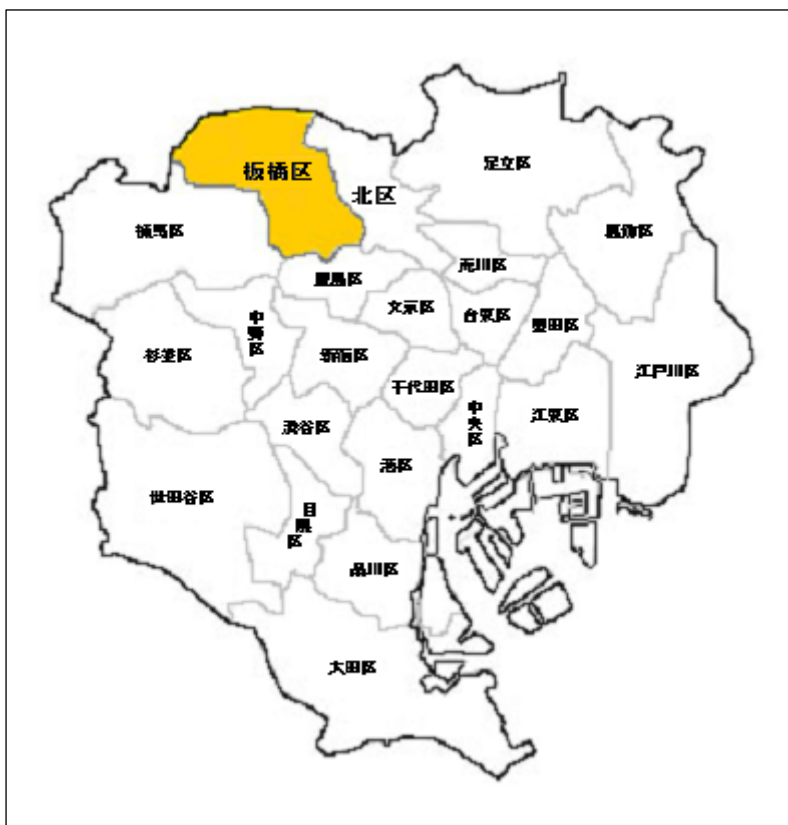 板橋区
北区
足立区
練馬区
葛飾区
豊島区
荒川区
文京区
台東区
墨田区
中野区
杉並区
新宿区
江戸川区
千代田区
中央区
江東区
渋谷区
港区
世田谷区
目黒区
品川区
大田区